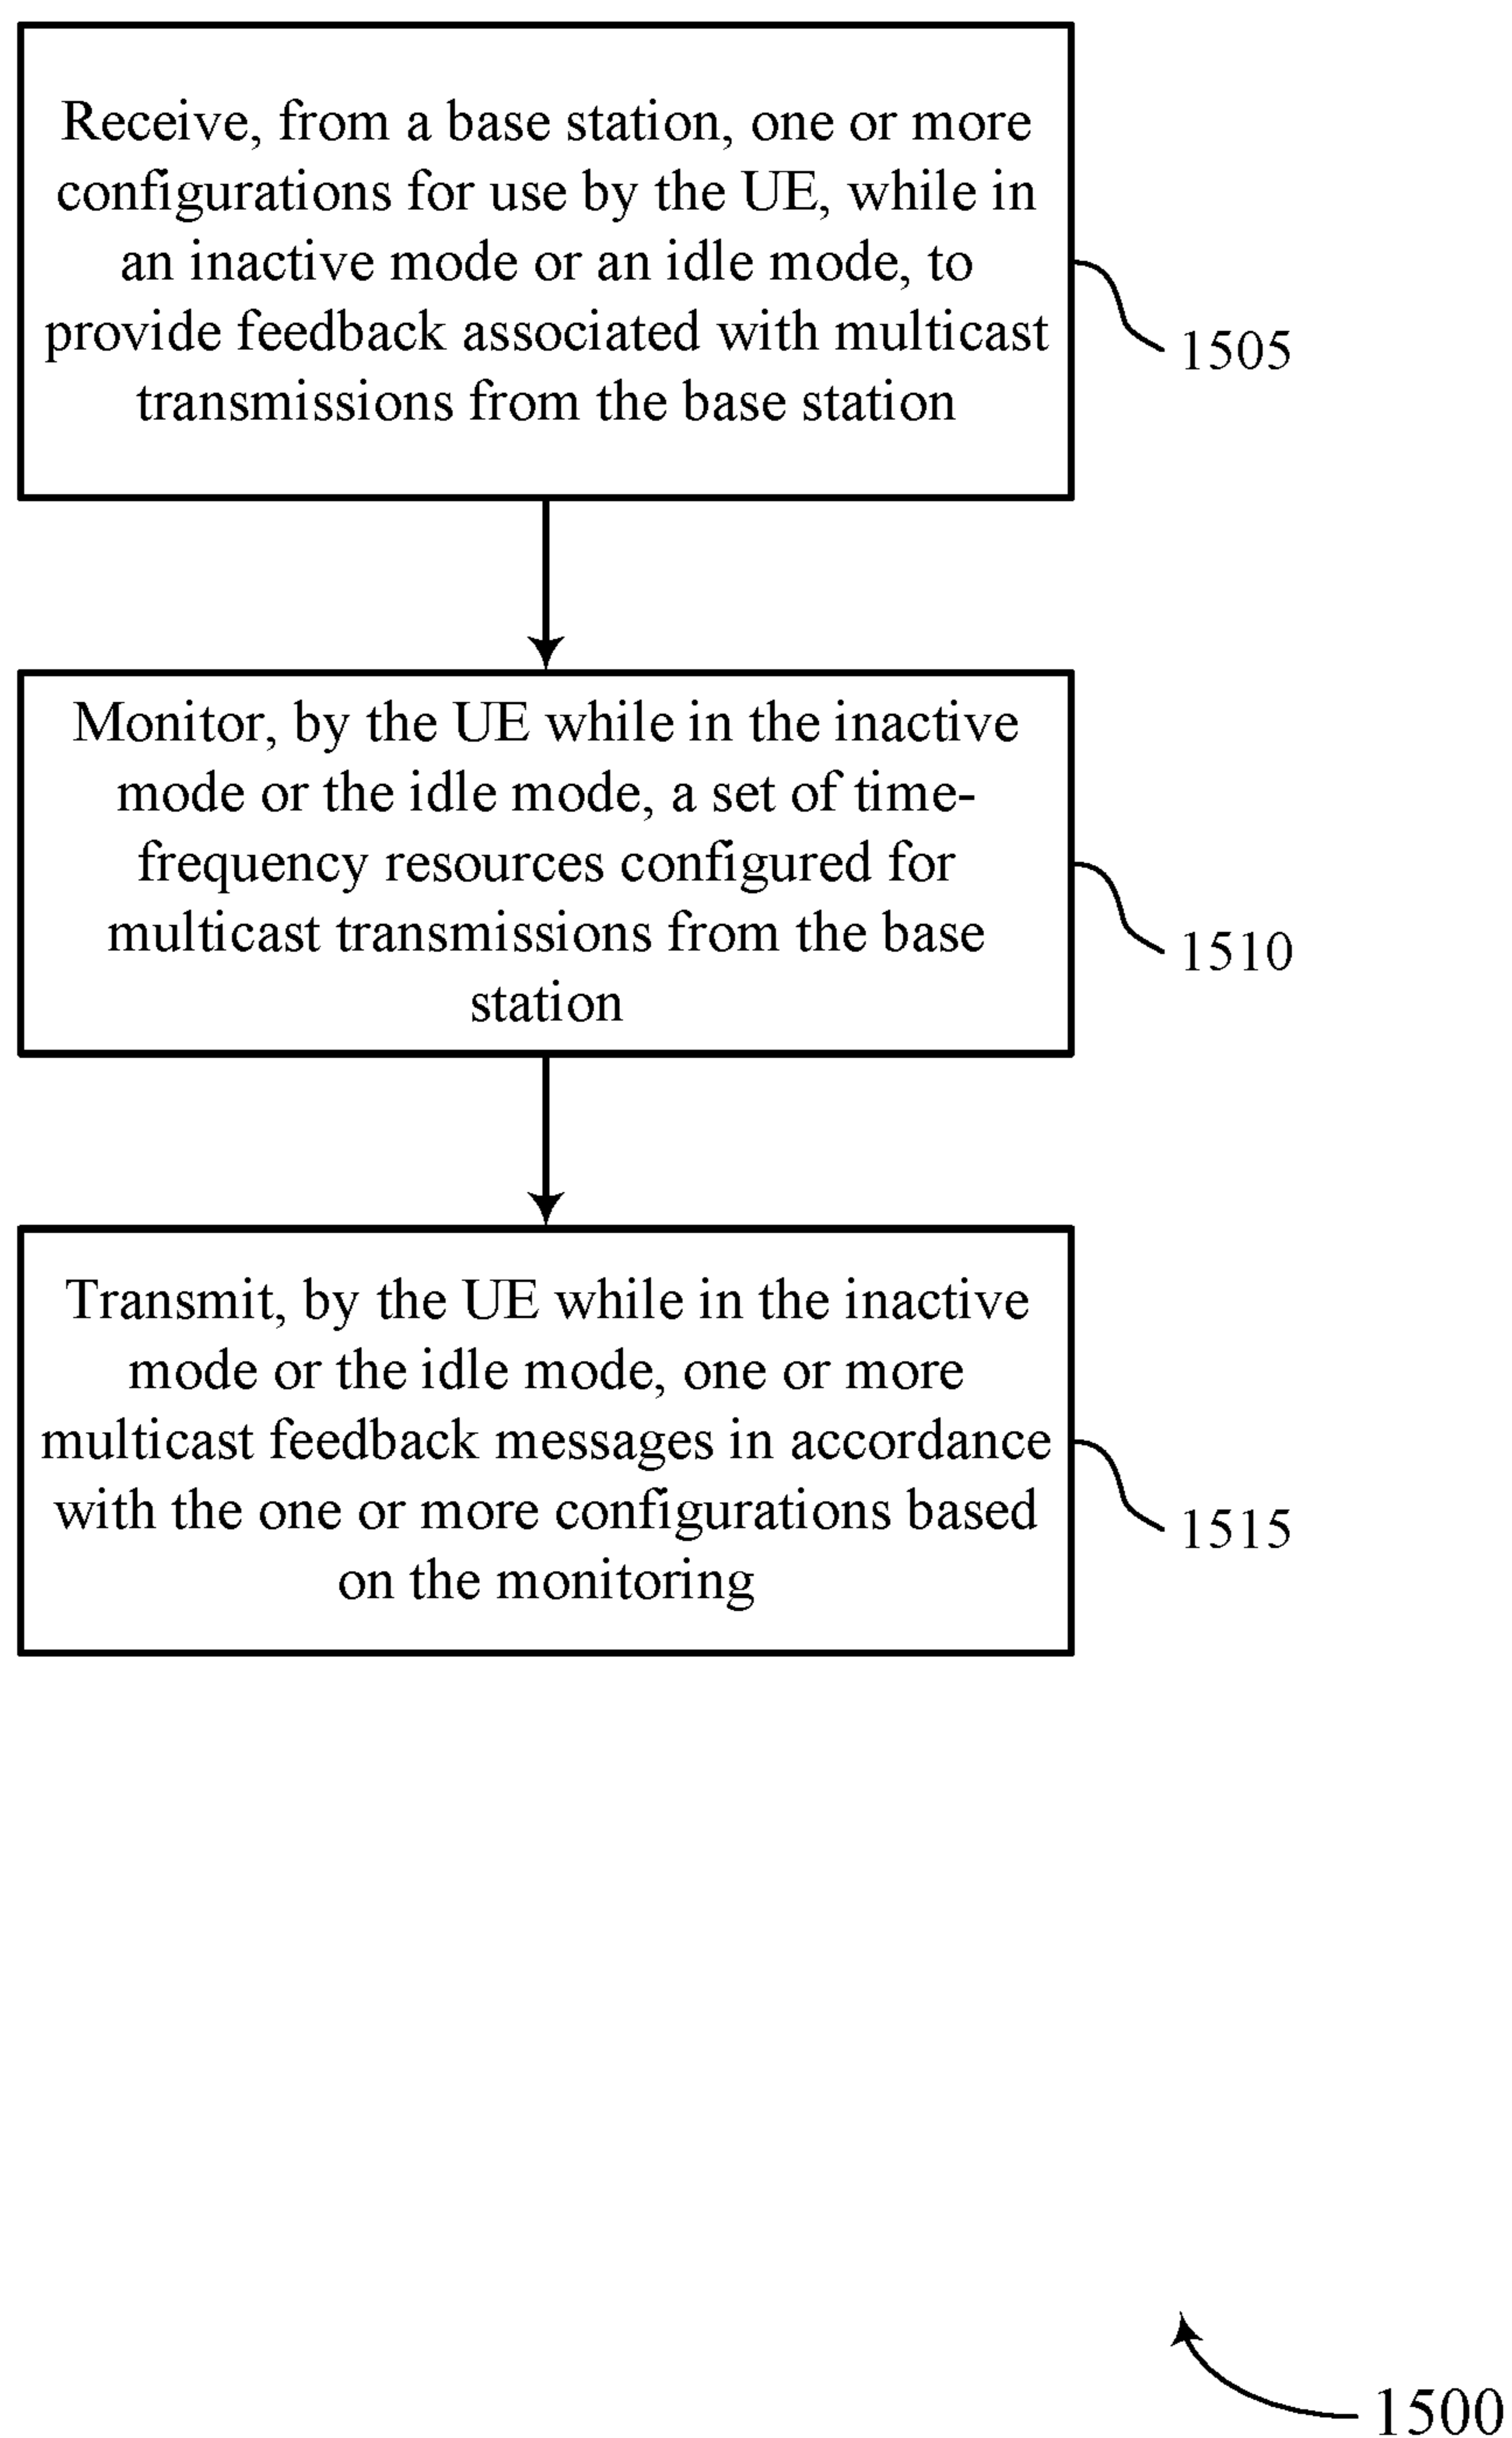 Receive, from a base station, one or more
configurations for use by the UE, while in
an inactive mode or an idle mode, to
provide feedback associated with multicast
transmissions from the base station
1505
Monitor, by the UE while in the inactive
mode or the idle mode, a set of time-
frequency resources configured for
multicast transmissions from the base
station
1510
Transmit, by the UE while in the inactive
mode or the idle mode, one or more
multicast feedback messages in accordance
with the one or more configurations based
on the monitoring
1515
1500